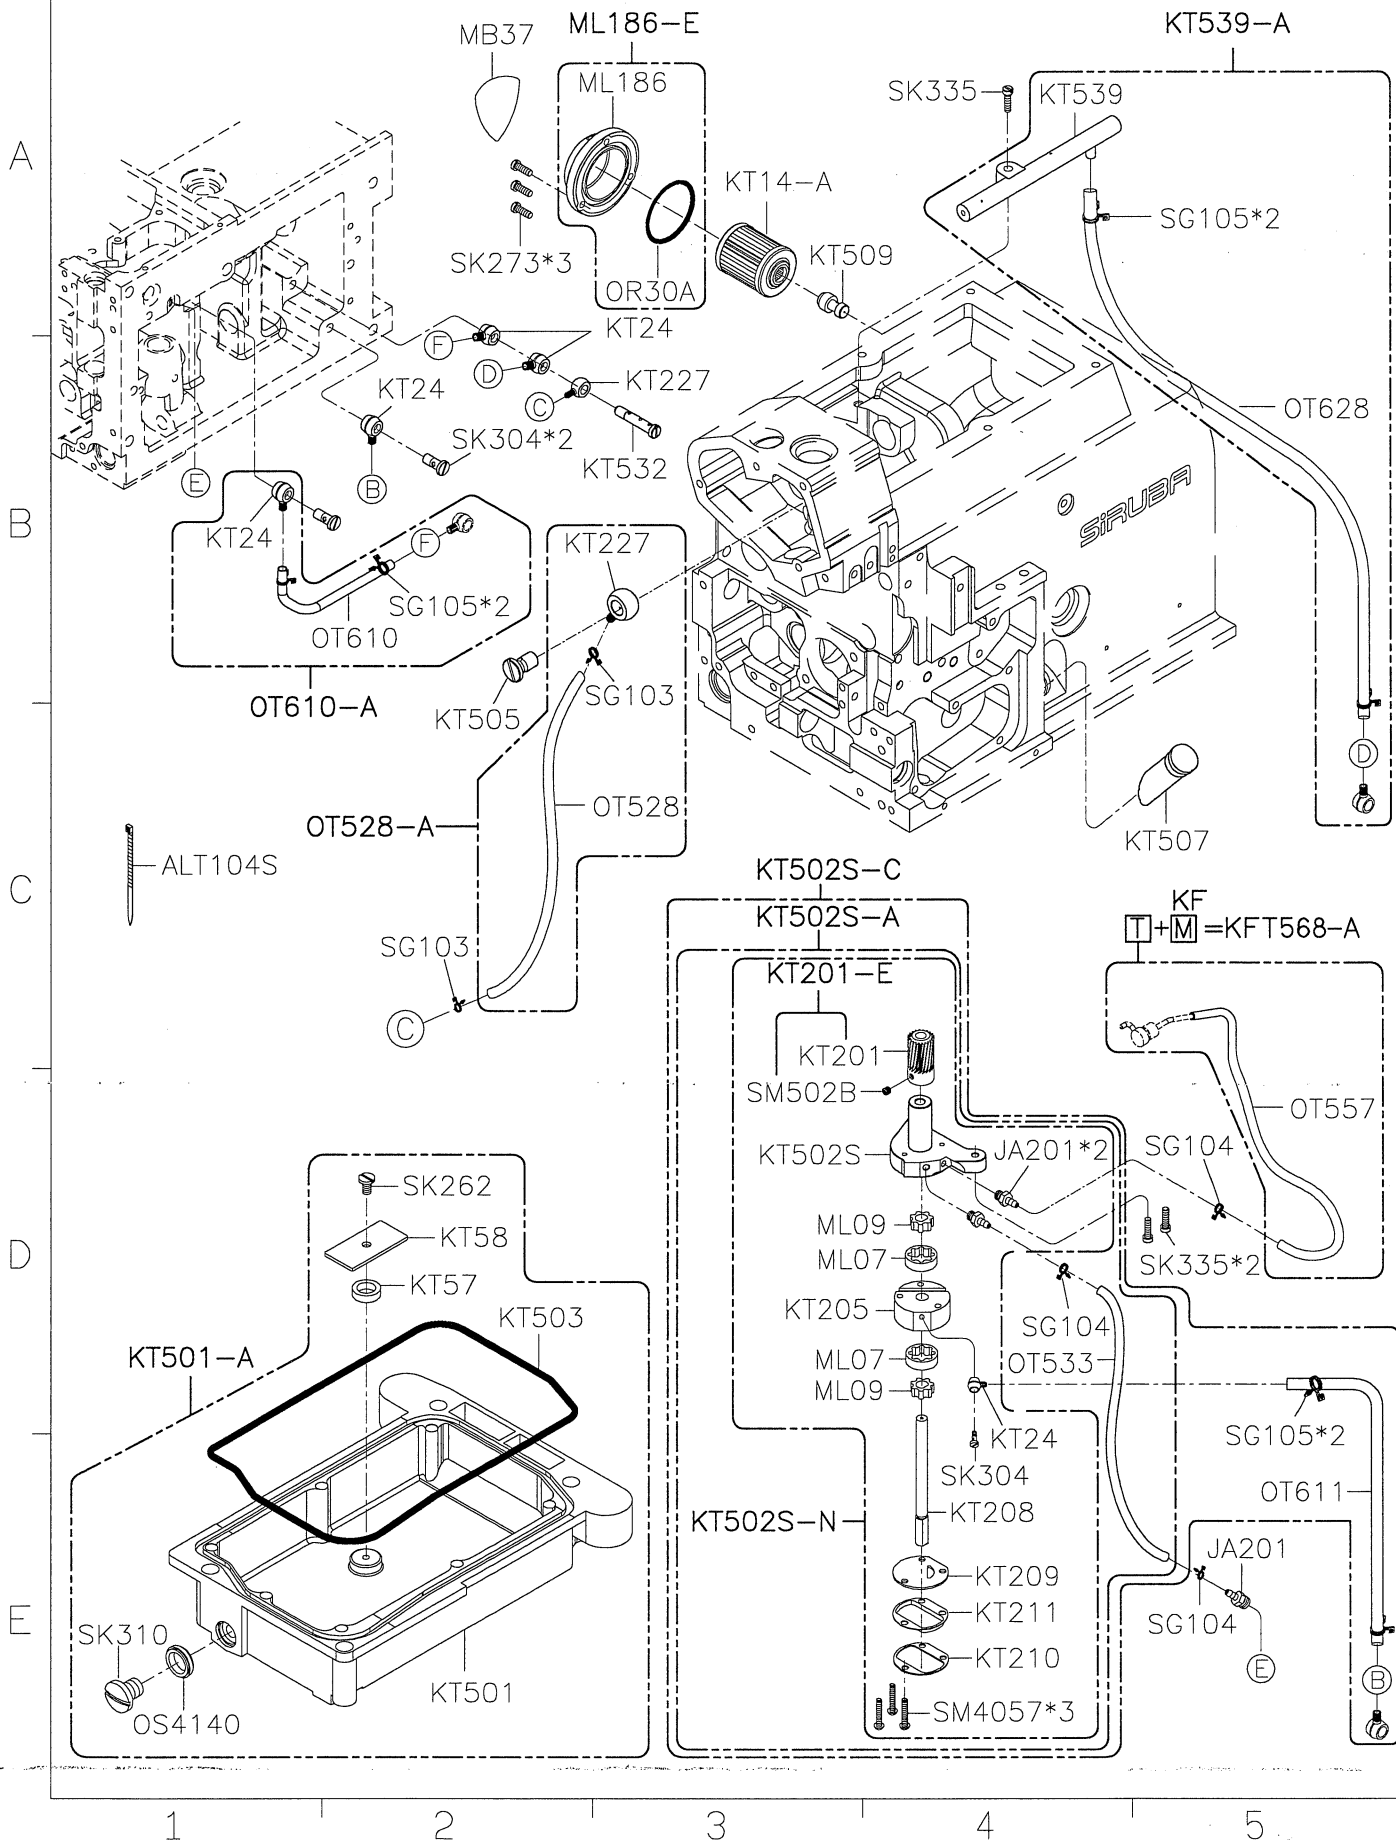 ML186-E
KT539-A
MB37
ML186
SK335
KT539
A
KT14-A
SG105*2
KT509
SK273*3
OR30A
KT24
F
D
KT227
KT24
C
OT628
SK304*2
KT532
E
B
B
SiRUBA
KT24
F
KT227
SG105*2
OT610
SG103
OT610-A
KT505
D
OT528
OT528-A
KT507
ALT104S
C
KT502S-C
KF
KT502S-A
T+M=KFT568-A
SG103
KT201-E
C
KT201
SM502B
OT557
KT502S
JA201*2
SG104
SK262
ML09
KT58
D
ML07
SK335*2
KT57
KT205
KT503
SG104
KT501-A
ML07
OT533
ML09
KT24
SG105*2
SK304
OT611
KT502S-N
KT208
JA201
KT209
KT211
E
SG104
SK310
KT210
E
B
KT501
SM4057*3
OS4140
1
2
3
4
5